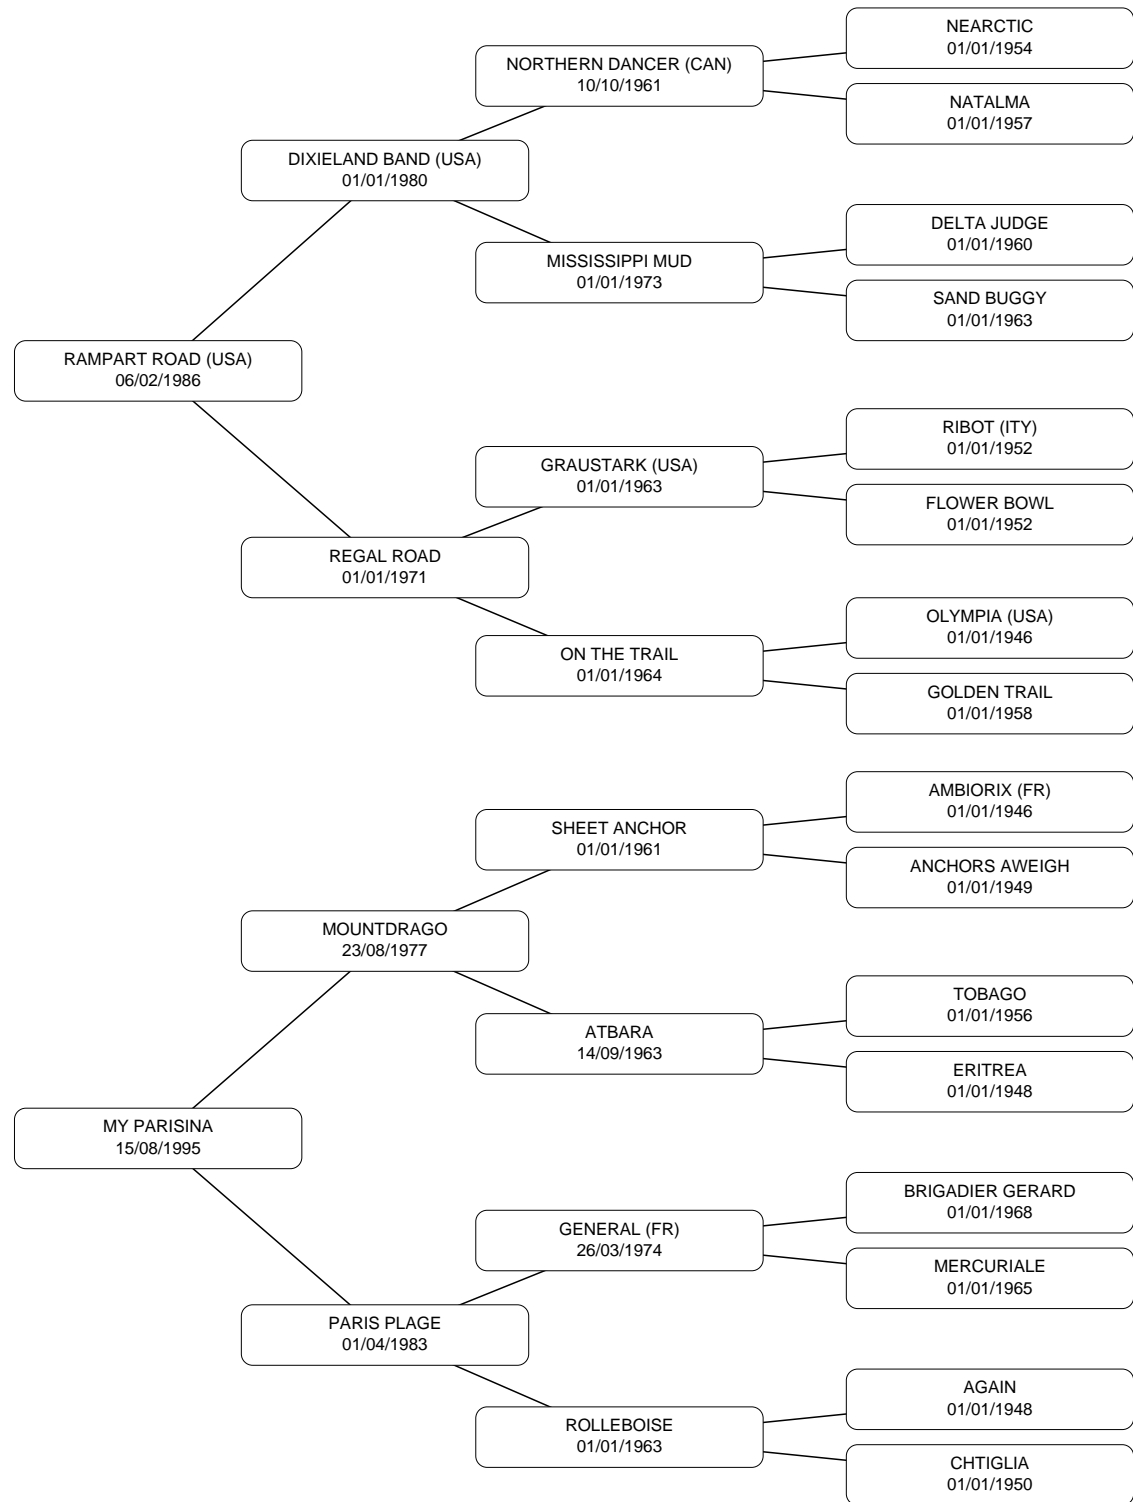 NEARCTIC
01/01/1954
NORTHERN DANCER (CAN)
10/10/1961
NATALMA
01/01/1957
DIXIELAND BAND (USA)
01/01/1980
DELTA JUDGE
01/01/1960
MISSISSIPPI MUD
01/01/1973
SAND BUGGY
01/01/1963
RAMPART ROAD (USA)
06/02/1986
RIBOT (ITY)
01/01/1952
GRAUSTARK (USA)
01/01/1963
FLOWER BOWL
01/01/1952
REGAL ROAD
01/01/1971
OLYMPIA (USA)
01/01/1946
ON THE TRAIL
01/01/1964
GOLDEN TRAIL
01/01/1958
AMBIORIX (FR)
01/01/1946
SHEET ANCHOR
01/01/1961
ANCHORS AWEIGH
01/01/1949
MOUNTDRAGO
23/08/1977
TOBAGO
01/01/1956
ATBARA
14/09/1963
ERITREA
01/01/1948
MY PARISINA
15/08/1995
BRIGADIER GERARD
01/01/1968
GENERAL (FR)
26/03/1974
MERCURIALE
01/01/1965
PARIS PLAGE
01/04/1983
AGAIN
01/01/1948
ROLLEBOISE
01/01/1963
CHTIGLIA
01/01/1950